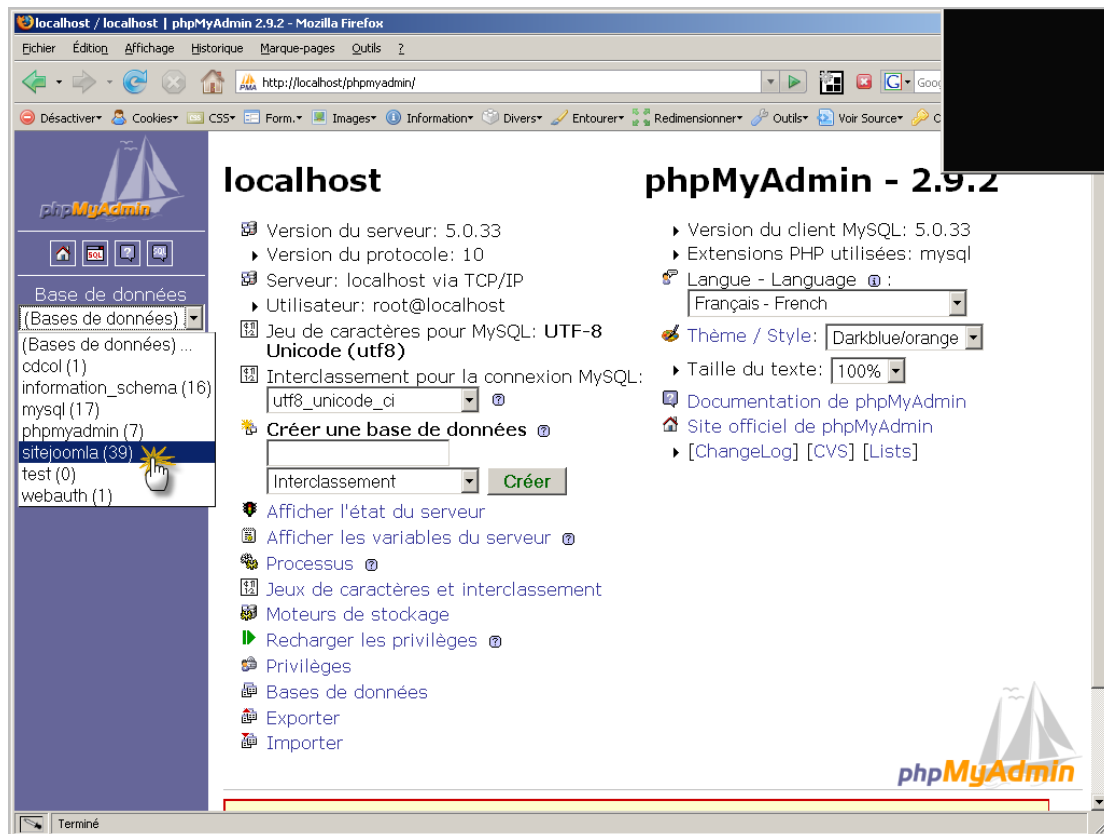 localhost / localhost | phpMyAdmin 2.9.2 - Mozilla Firefox
Fichier Édition Affichage Historique Marque-pages Outils ?
PMA http://localhost/phpmyadmin/ G Goo
Désactiver Cookies CSS Form. Images Information Divers Entourer Redimensionner Outils Voir Source C
phpMyAdmin
SQL
Base de données
(Bases de données)
(Bases de données) ...
cdcol (1)
information_schema (16)
mysql (17)
phpmyadmin (7)
sitejoomla (39)
test (0)
webauth (1)
localhost
Version du serveur: 5.0.33
Version du protocole: 10
Serveur: localhost via TCP/IP
Utilisateur: root@localhost
Jeu de caractères pour MySQL: UTF-8
Unicode (utf8)
Interclassement pour la connexion MySQL:
utf8_unicode_ci
Créer une base de données
Interclassement Créer
Afficher l'état du serveur
Afficher les variables du serveur
Processus
Jeux de caractères et interclassement
Moteurs de stockage
Recharger les privilèges
Privilèges
Bases de données
Exporter
Importer
phpMyAdmin - 2.9.2
Version du client MySQL: 5.0.33
Extensions PHP utilisées: mysql
Langue - Language :
Français - French
Thème / Style: Darkblue/orange
Taille du texte: 100%
Documentation de phpMyAdmin
Site officiel de phpMyAdmin
[ChangeLog] [CVS] [Lists]
phpMyAdmin
Terminé